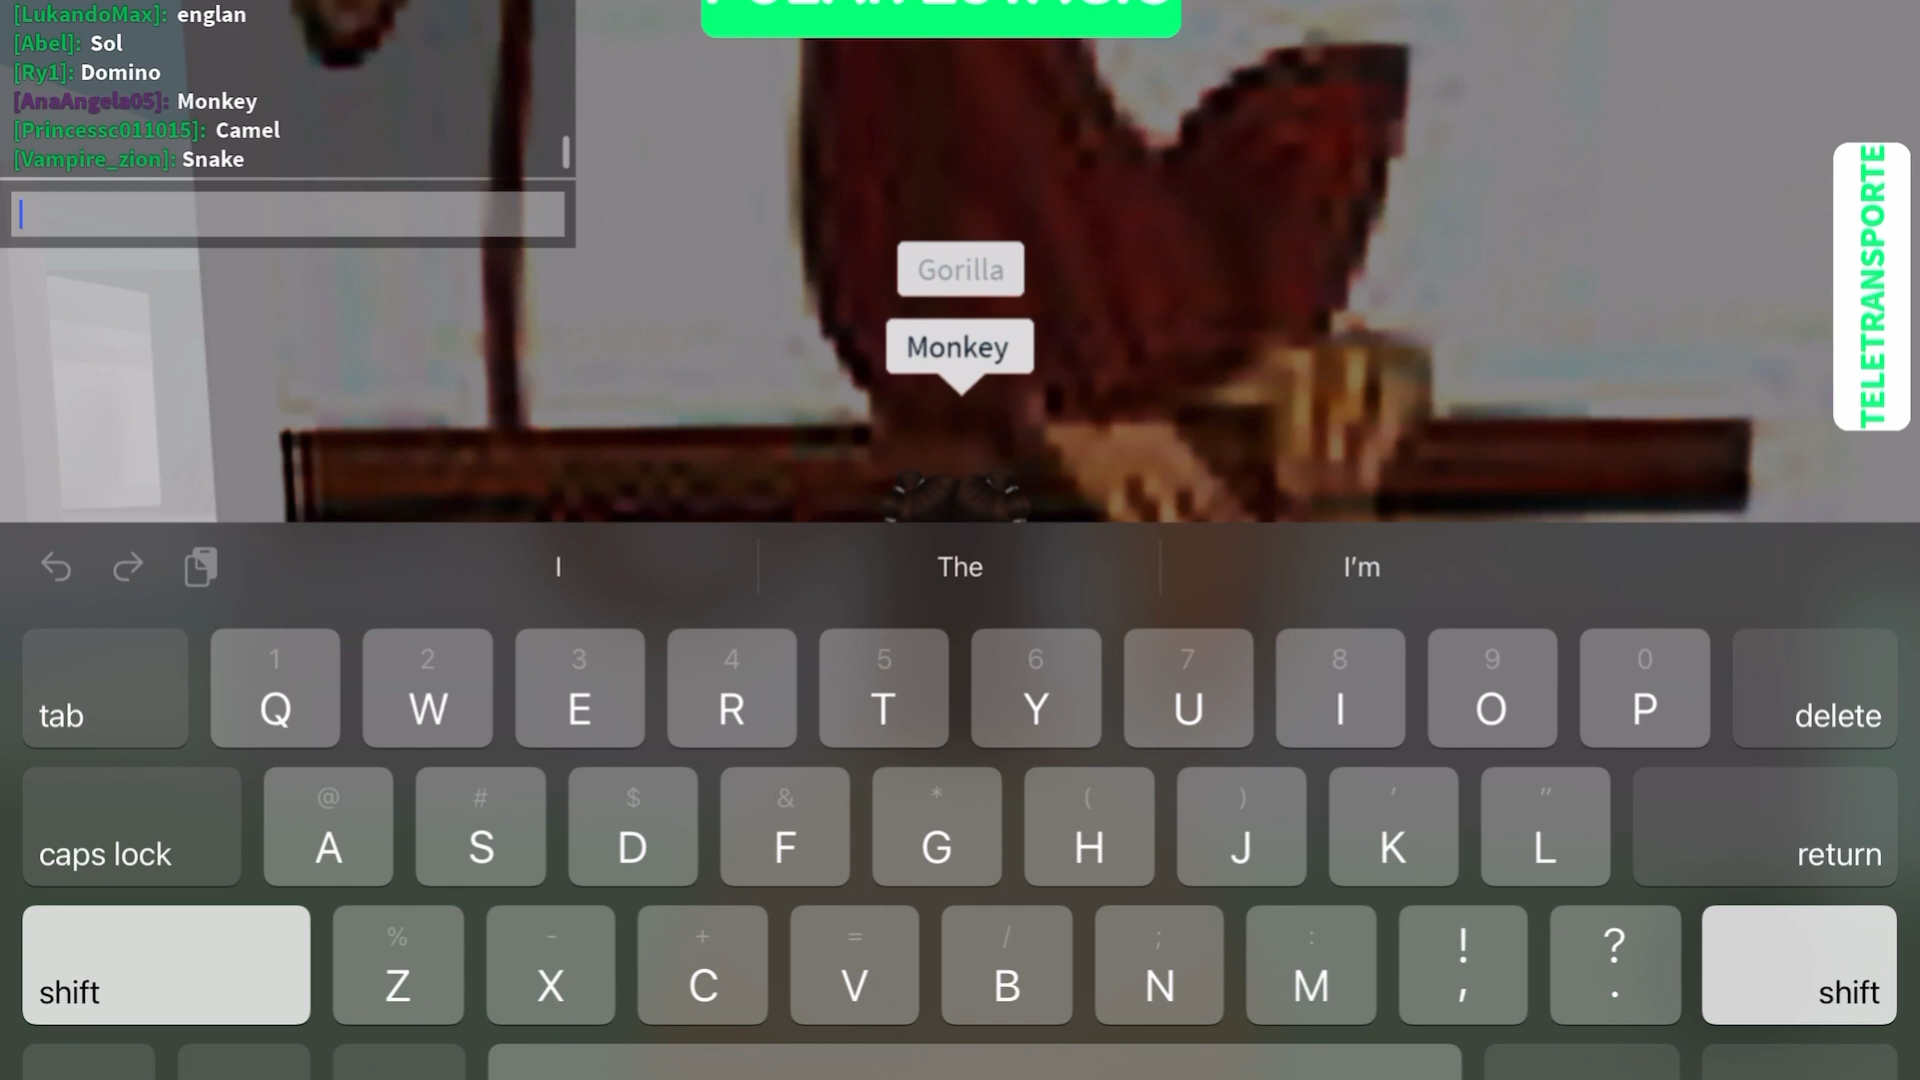 [LukandoMax]: englan
[Abel]: Sol
[Ry1]: Domino
[AnaAngela05]: Monkey
[Princessc011015]: Camel
[Vampire_zion]: Snake
TELETRANSPORTE
Gorilla
Monkey
I
The
I'm
1 2 3 4 5 6 7 8 9 0
tab Q W E R T Y U I O P delete
@ # $ & * ( ) ' "
caps lock A S D F G H J K L return
% - + = / ; : ! ?
shift Z X C V B N M , . shift